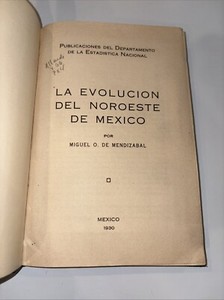 PUBLICACIONES DEL DEPARTAMENTO
DE LA ESTADISTICA NACIONAL
LA EVOLUCION
DEL NOROESTE
DE MEXICO
POR
MIGUEL O. DE MENDIZABAL
MEXICO
1930